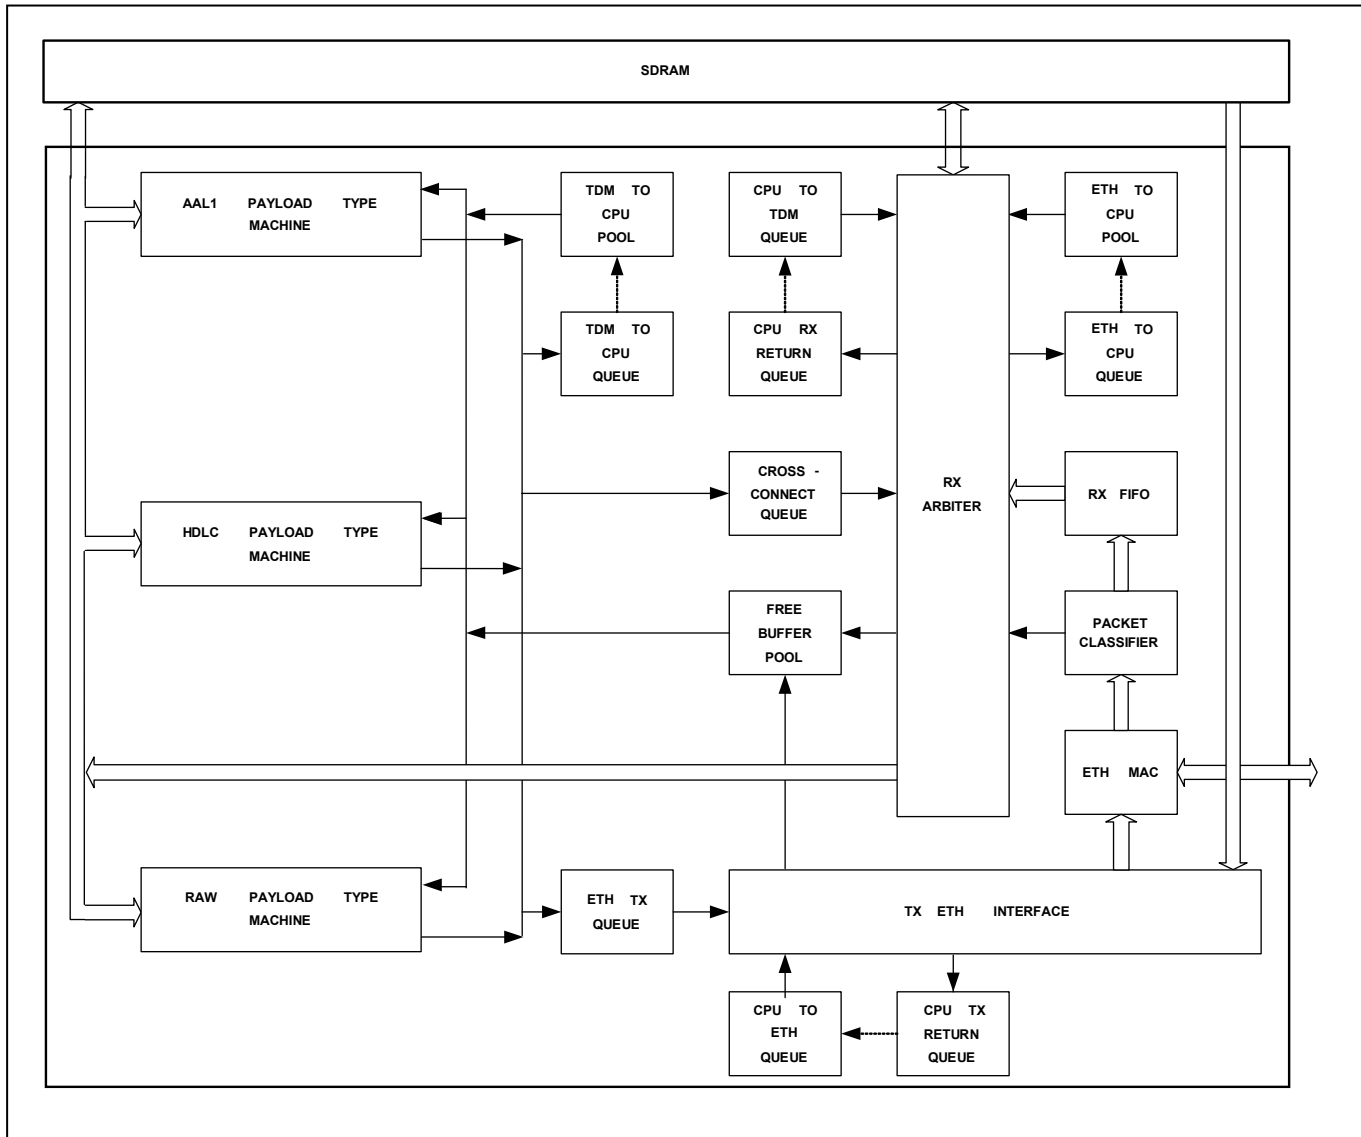 SDRAM
AAL1 PAYLOAD TYPE
MACHINE
TDM TO
CPU
POOL
CPU TO
TDM
QUEUE
ETH TO
CPU
POOL
TDM TO
CPU
QUEUE
CPU RX
RETURN
QUEUE
ETH TO
CPU
QUEUE
CROSS -
CONNECT
QUEUE
RX
ARBITER
RX FIFO
HDLC PAYLOAD TYPE
MACHINE
FREE
BUFFER
POOL
PACKET
CLASSIFIER
ETH MAC
RAW PAYLOAD TYPE
MACHINE
ETH TX
QUEUE
TX ETH INTERFACE
CPU TO
ETH
QUEUE
CPU TX
RETURN
QUEUE